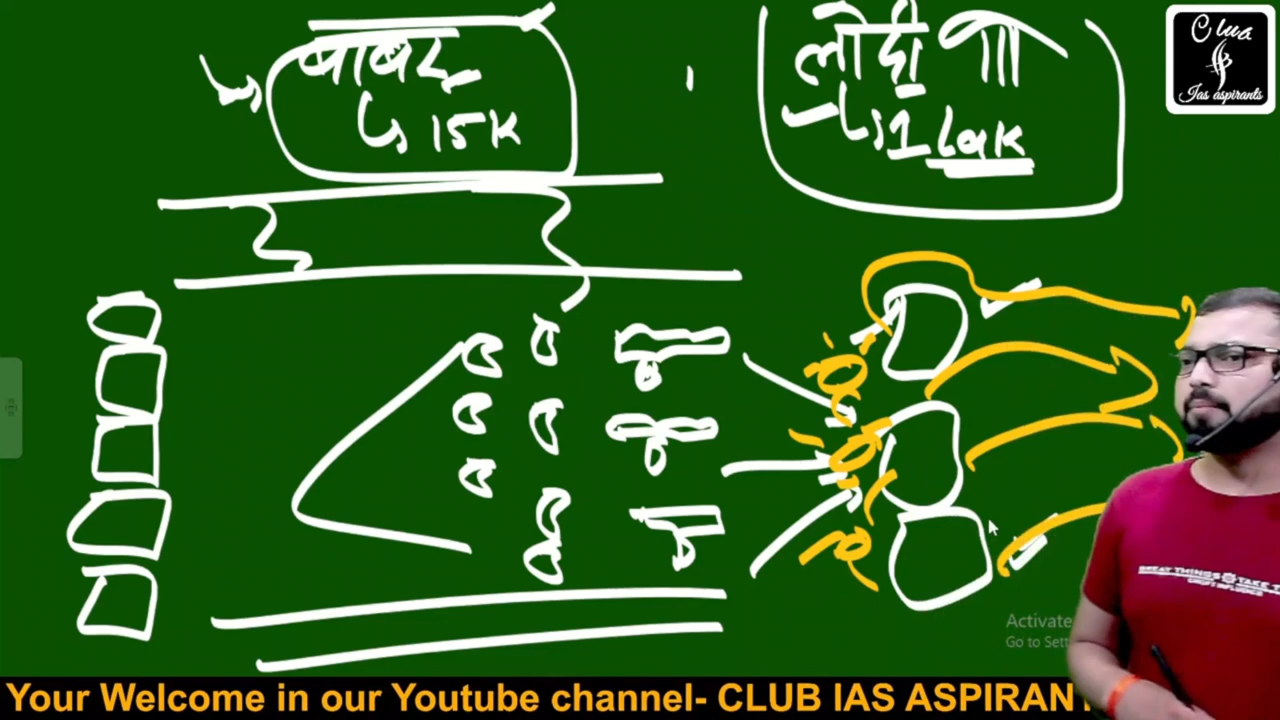 बाबर
15K
लोदी
1 Lak
Clua
Ias aspirants
Activate
Go to Sett
Your Welcome in our Youtube channel- CLUB IAS ASPIRAN